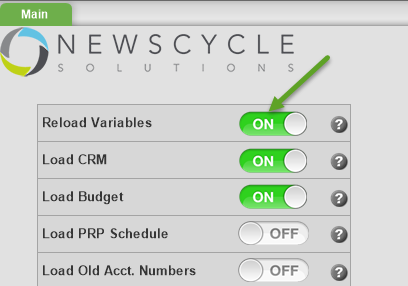 Main
NEWSCYCLE
SOLUTIONS
Reload Variables ON ?
Load CRM ON ?
Load Budget ON ?
Load PRP Schedule OFF ?
Load Old Acct. Numbers OFF ?